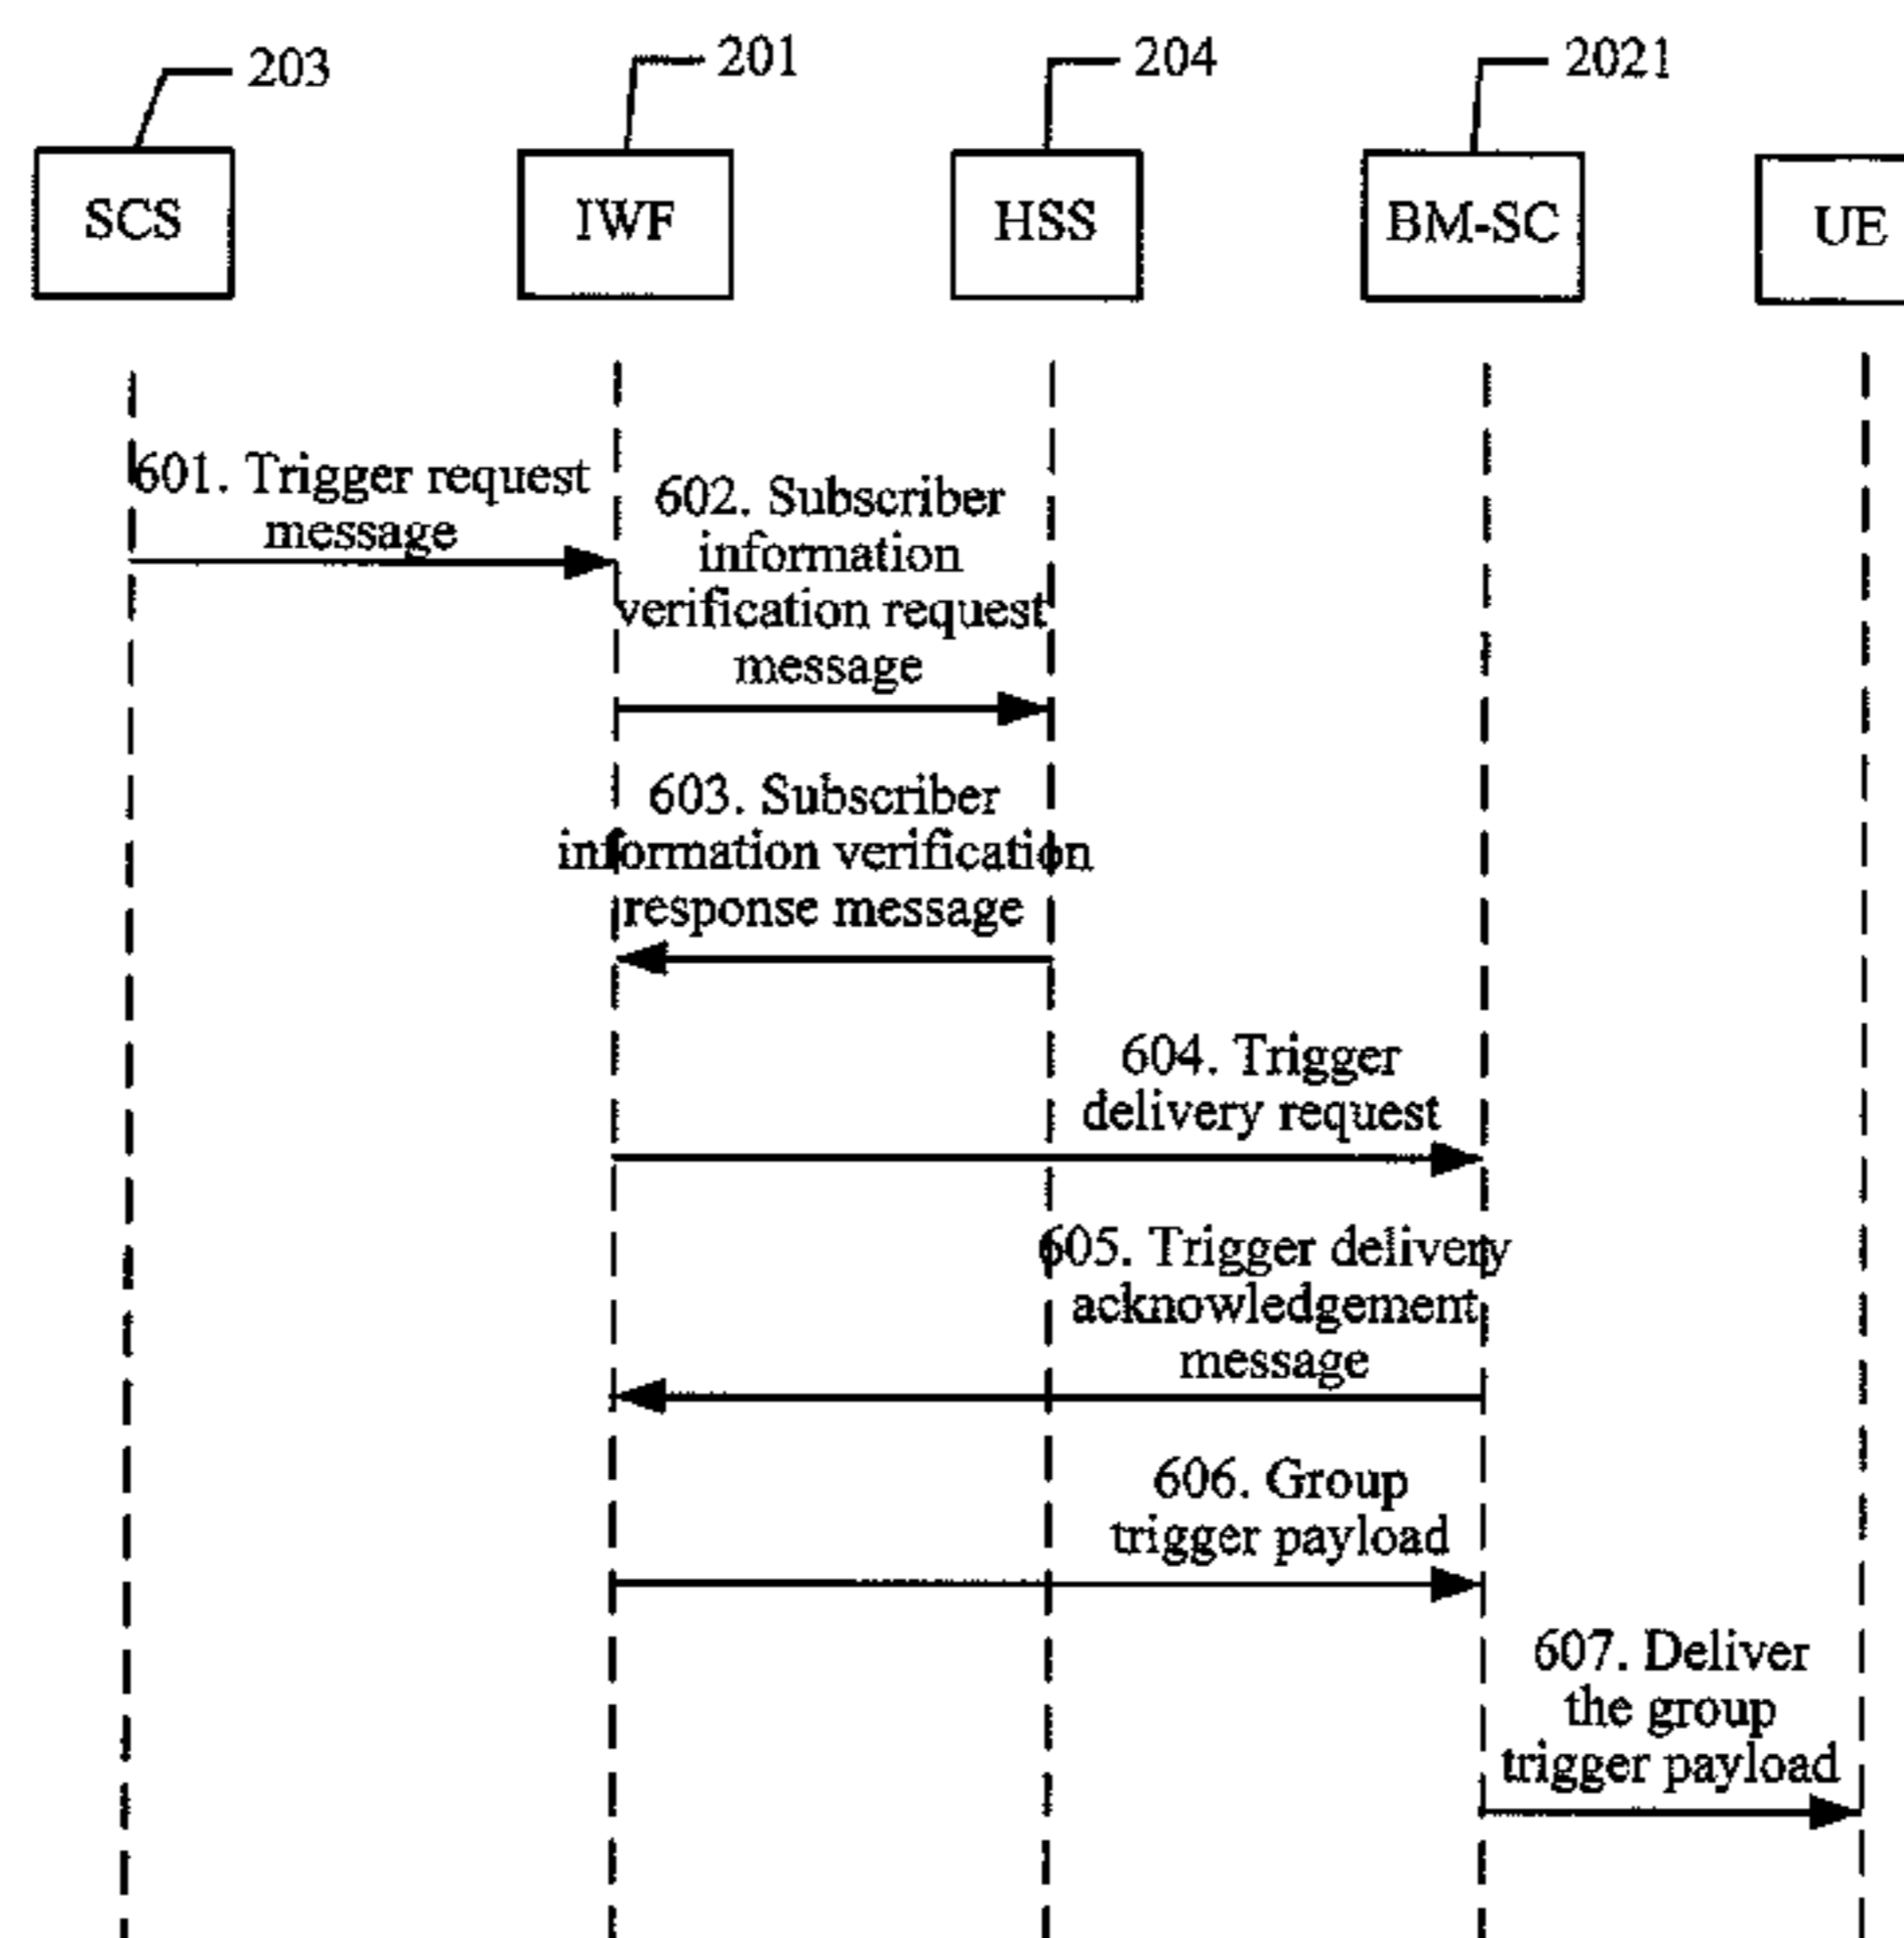 203
201
204
2021
SCS
IWF
HSS
BM-SC
UE
601. Trigger request
message
602. Subscriber
information
verification request
message
603. Subscriber
information verification
response message
604. Trigger
delivery request
605. Trigger delivery
acknowledgement
message
606. Group
trigger payload
607. Deliver
the group
trigger payload